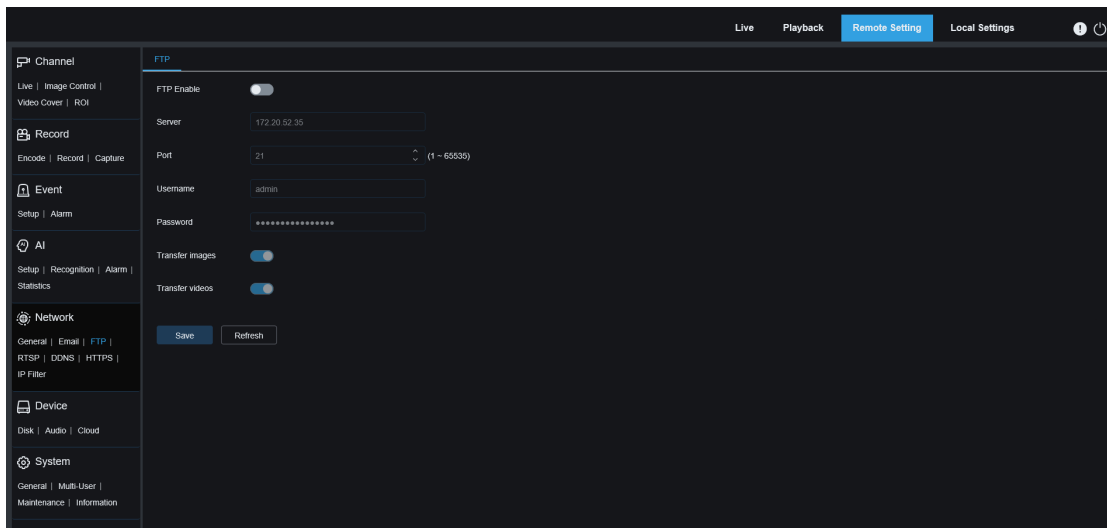 Live Playback Remote Setting Local Settings
Channel
Live | Image Control |
Video Cover | ROI
Record
Encode | Record | Capture
Event
Setup | Alarm
AI
Setup | Recognition | Alarm |
Statistics
Network
General | Email | FTP |
RTSP | DDNS | HTTPS |
IP Filter
Device
Disk | Audio | Cloud
System
General | Multi-User |
Maintenance | Information
FTP
FTP Enable
Server 172.20.52.35
Port 21 (1 ~ 65535)
Username admin
Password ••••••••••••••••
Transfer images
Transfer videos
Save Refresh